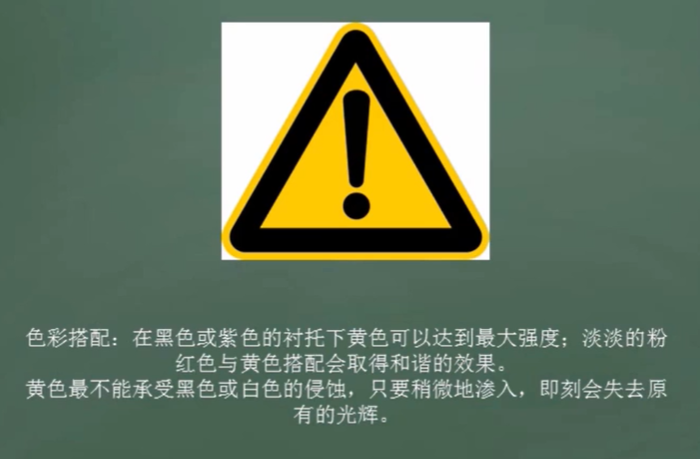 色彩搭配：在黑色或紫色的衬托下黄色可以达到最大强度；淡淡的粉
红色与黄色搭配会取得和谐的效果。
黄色最不能承受黑色或白色的侵蚀，只要稍微地渗入，即刻会失去原
有的光辉。